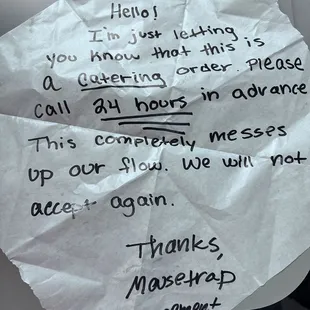 Hello!
I'm just letting
you know that this is
a catering order. Please
call 24 hours in advance
This completely messes
up our flow. We will not
accept again.
Thanks,
Mousetrap